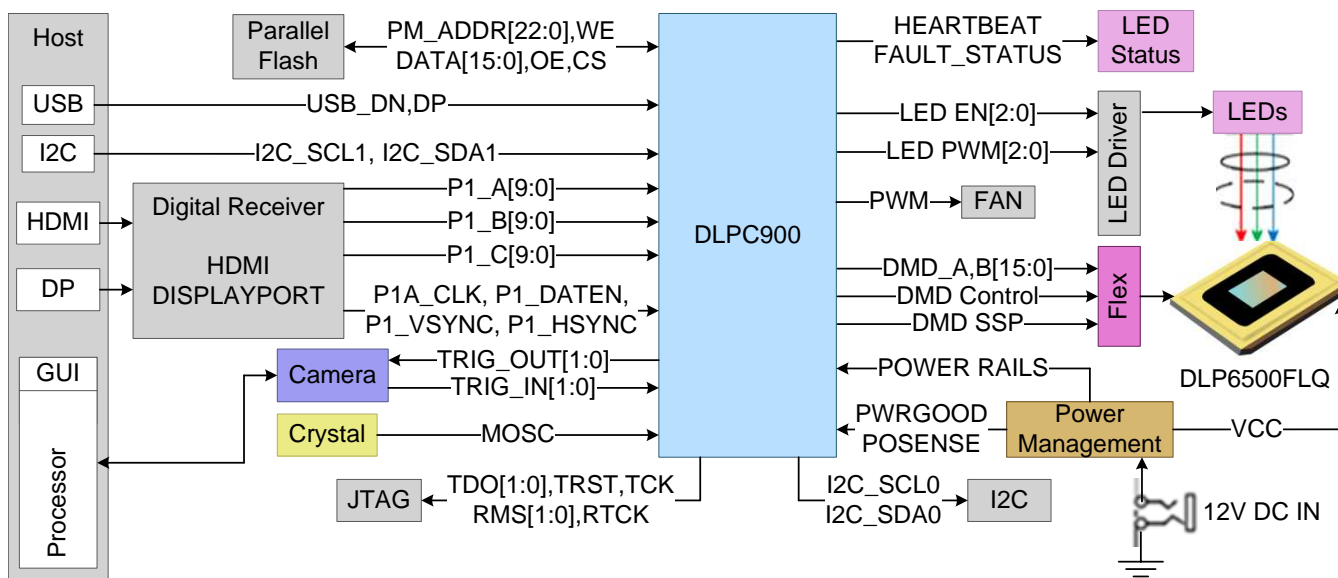 Host
Parallel
Flash
PM_ADDR[22:0],WE
DATA[15:0],OE,CS
HEARTBEAT
FAULT_STATUS
LED
Status
USB
USB_DN,DP
LED EN[2:0]
LED Driver
LEDs
I2C
I2C_SCL1, I2C_SDA1
LED PWM[2:0]
Digital Receiver
HDMI
DISPLAYPORT
P1_A[9:0]
PWM
FAN
HDMI
P1_B[9:0]
DLPC900
P1_C[9:0]
DP
DMD_A,B[15:0]
Flex
P1A_CLK, P1_DATEN,
P1_VSYNC, P1_HSYNC
DMD Control
DMD SSP
GUI
Camera
TRIG_OUT[1:0]
TRIG_IN[1:0]
POWER RAILS
DLP6500FLQ
Crystal
MOSC
PWRGOOD
POSENSE
Power
Management
VCC
Processor
JTAG
TDO[1:0],TRST,TCK
RMS[1:0],RTCK
I2C_SCL0
I2C_SDA0
I2C
12V DC IN